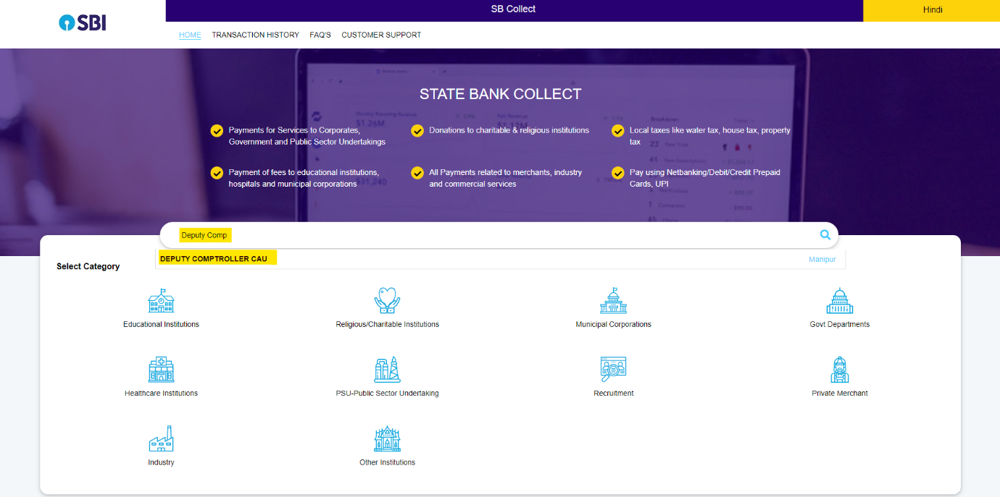 SBI
SB Collect
Hindi
HOME TRANSACTION HISTORY FAQ'S CUSTOMER SUPPORT
STATE BANK COLLECT
Payments for Services to Corporates,
Government and Public Sector Undertakings
Donations to charitable & religious institutions
Local taxes like water tax, house tax, property
tax
Payment of fees to educational institutions,
hospitals and municipal corporations
All Payments related to merchants, industry
and commercial services
Pay using Netbanking/Debit/Credit Prepaid
Cards, UPI
Deputy Comp
DEPUTY COMPTROLLER CAU Manipur
Select Category
Educational Institutions
Religious/Charitable Institutions
Municipal Corporations
Govt Departments
Healthcare Institutions
PSU-Public Sector Undertaking
Recruitment
Private Merchant
Industry
Other Institutions